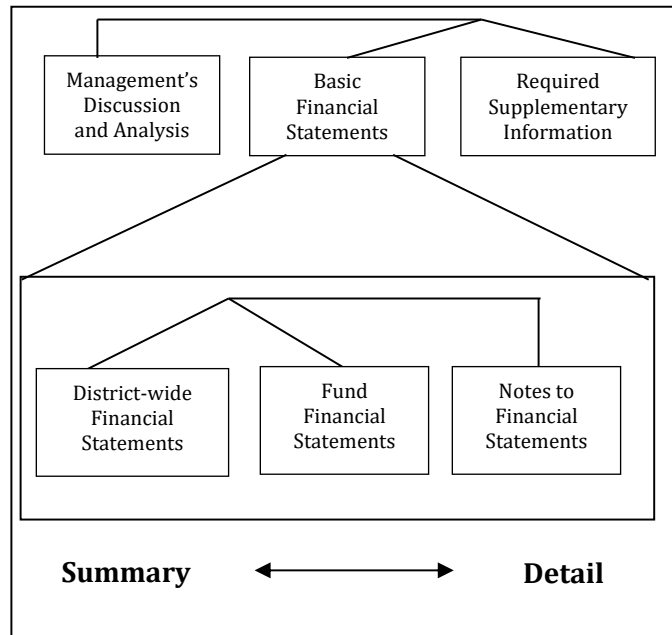 Management’s
Discussion
and Analysis
Basic
Financial
Statements
Required
Supplementary
Information
District-wide
Financial
Statements
Fund
Financial
Statements
Notes to
Financial
Statements
Summary
Detail